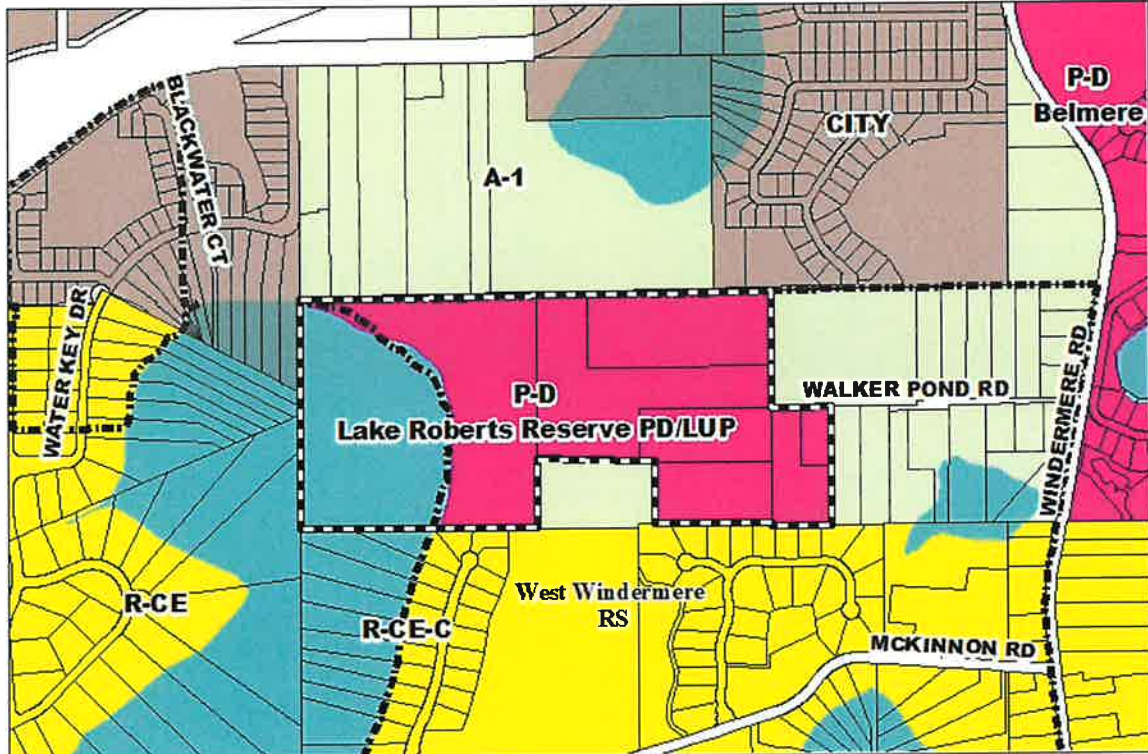 P-D
Belmere
CITY
BLACKWATER CT
A-1
WATER KEY DR
P-D
Lake Roberts Reserve PD/LUP
WALKER POND RD
WINDERMERE RD
R-CE
R-CE-C
West Windermere
RS
MCKINNON RD